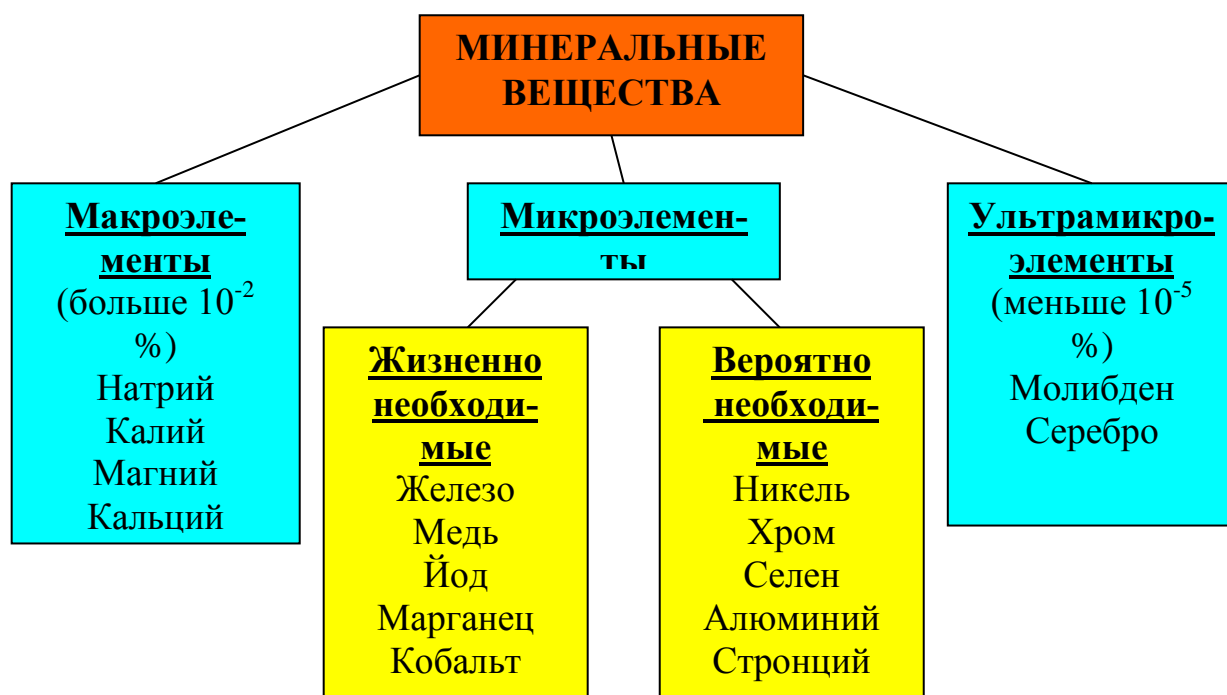 МИНЕРАЛЬНЫЕ
ВЕЩЕСТВА
Макроэле-
менты
(больше 10⁻²
%)
Натрий
Калий
Магний
Кальций
Микроэлемен-
ты
Жизненно
необходи-
мые
Железо
Медь
Йод
Марганец
Кобальт
Вероятно
необходи-
мые
Никель
Хром
Селен
Алюминий
Стронций
Ультрамикро-
элементы
(меньше 10⁻⁵
%)
Молибден
Серебро